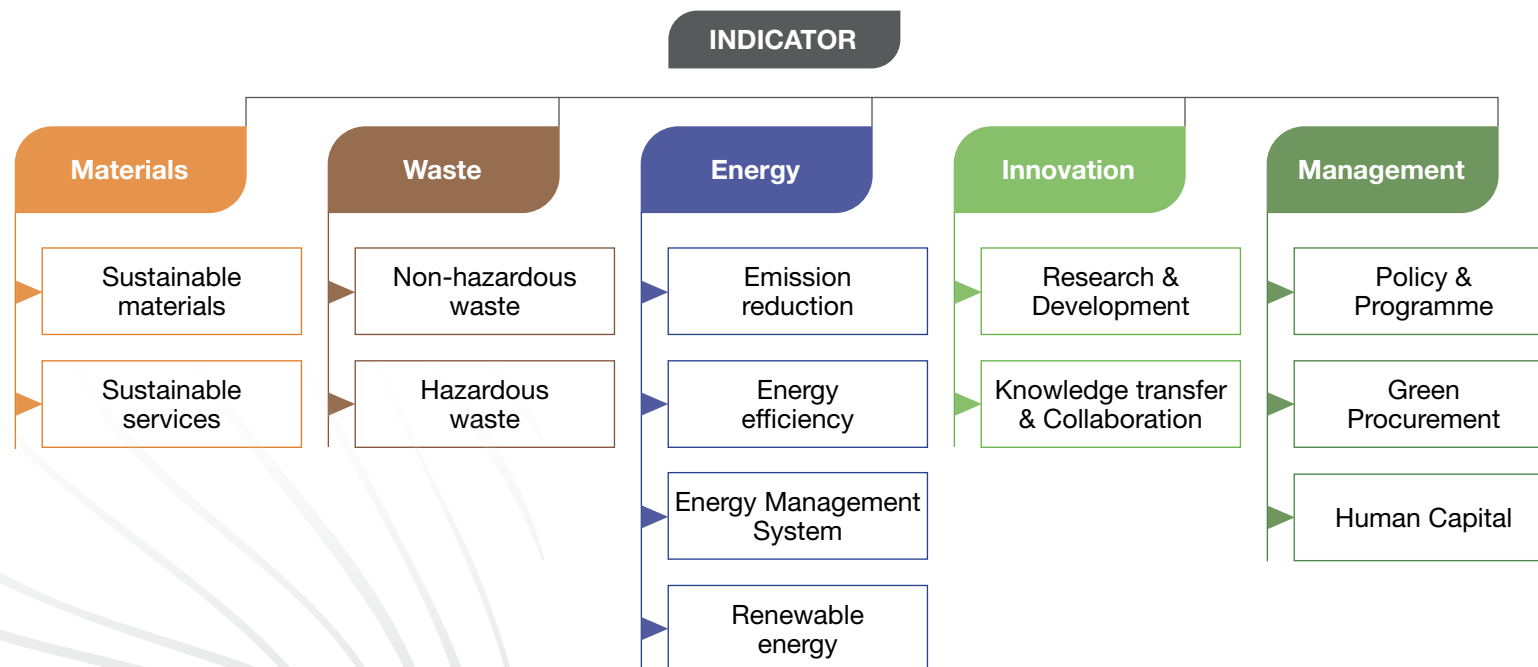 INDICATOR
Materials
Sustainable
materials
Sustainable
services
Waste
Non-hazardous
waste
Hazardous
waste
Energy
Emission
reduction
Energy
efficiency
Energy Management
System
Renewable
energy
Innovation
Research &
Development
Knowledge transfer
& Collaboration
Management
Policy &
Programme
Green
Procurement
Human Capital